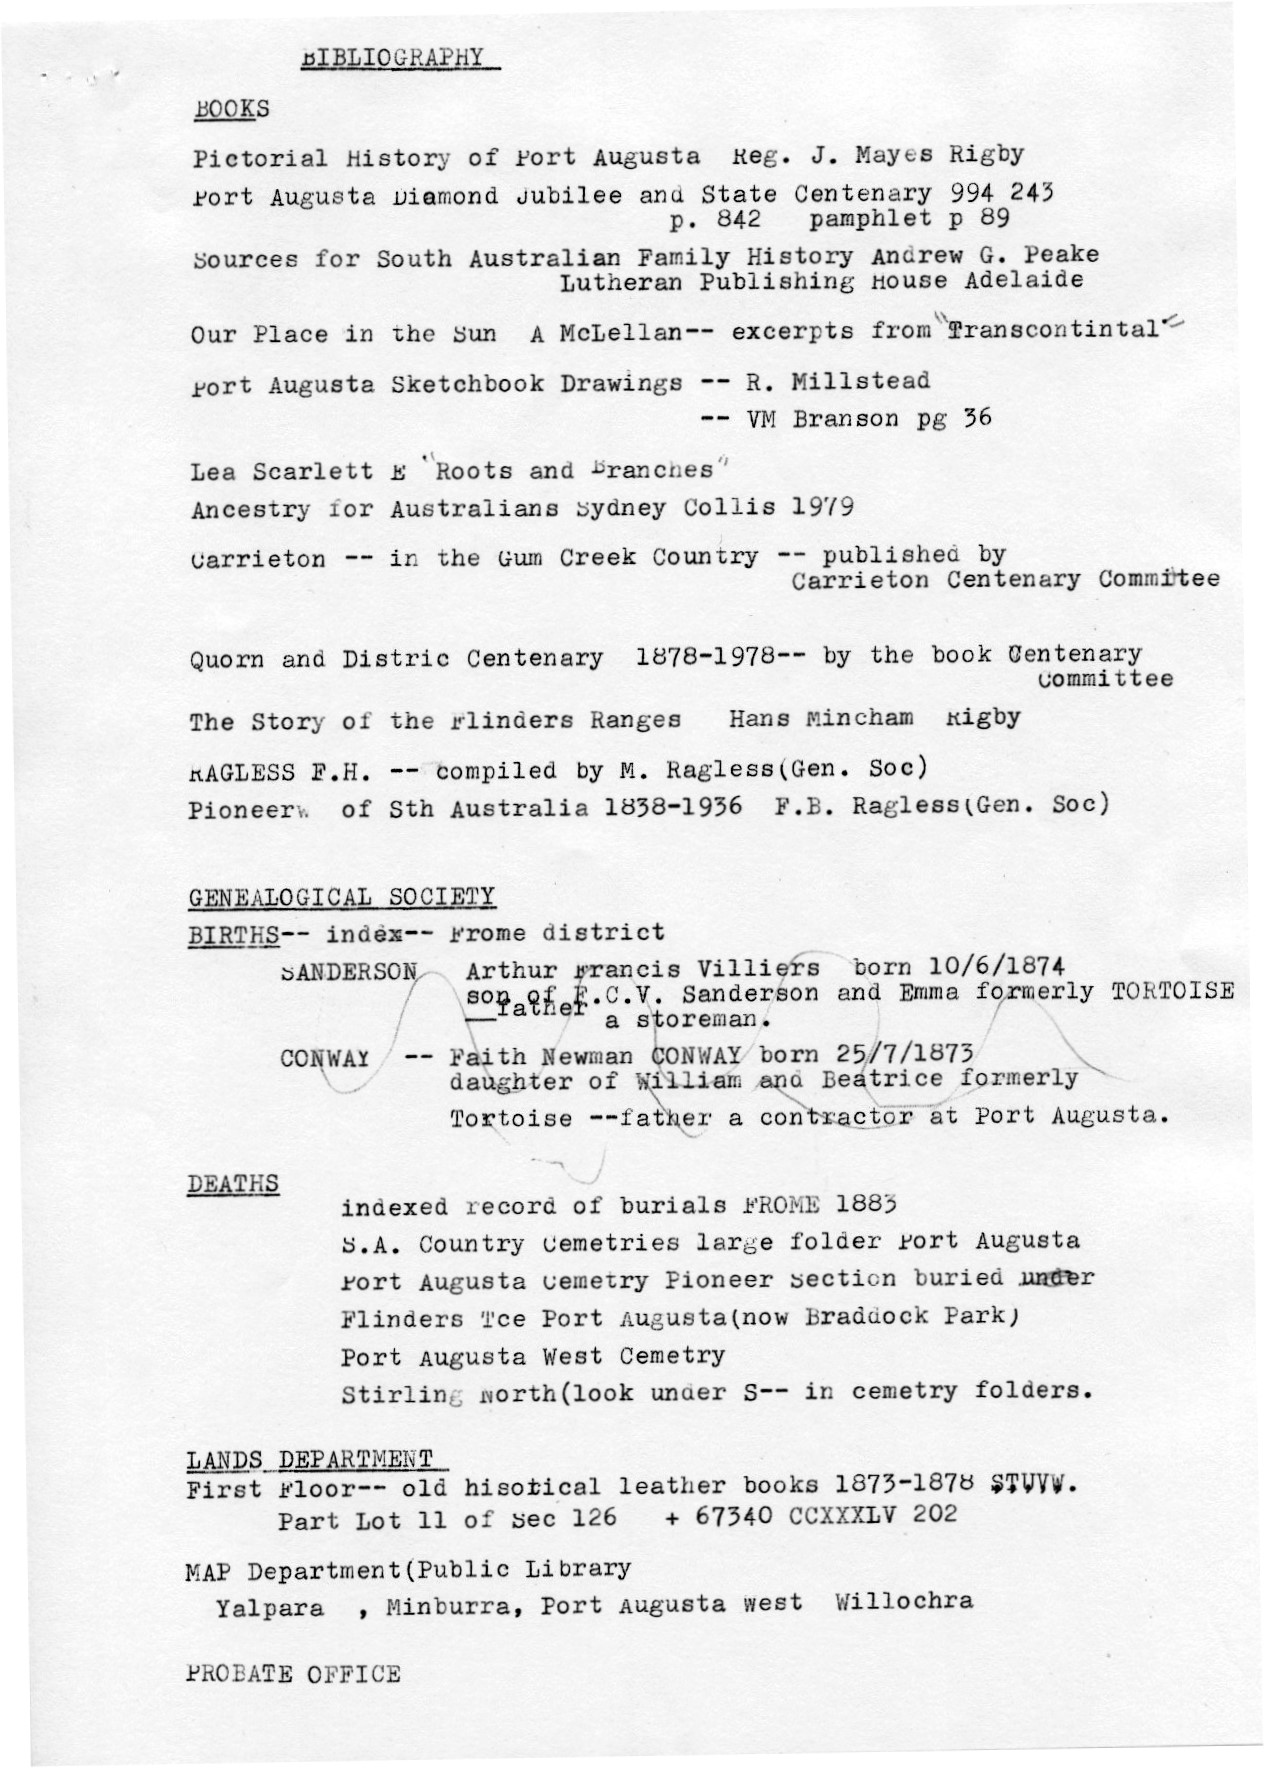 BIBLIOGRAPHY
BOOKS
Pictorial History of Port Augusta Reg. J. Mayes Rigby
Port Augusta Diamond Jubilee and State Centenary 994 243
p. 842 pamphlet p 89
Sources for South Australian Family History Andrew G. Peake
Lutheran Publishing House Adelaide
Our Place in the Sun A McLellan-- excerpts from "Transcontintal"
Port Augusta Sketchbook Drawings -- R. Millstead
-- VM Branson pg 36
Lea Scarlett E "Roots and Branches"
Ancestry for Australians Sydney Collis 1979
Carrieton -- in the Gum Creek Country -- published by
Carrieton Centenary Commitee
Quorn and Distric Centenary 1878-1978-- by the book Centenary
Committee
The Story of the Flinders Ranges Hans Mincham Rigby
RAGLESS F.H. -- compiled by M. Ragless(Gen. Soc)
Pioneer of Sth Australia 1838-1936 F.B. Ragless(Gen. Soc)
GENEALOGICAL SOCIETY
BIRTHS-- index-- Frome district
SANDERSON Arthur Francis Villiers born 10/6/1874
son of F.C.V. Sanderson and Emma formerly TORTOISE
__father a storeman.
CONWAY -- Faith Newman CONWAY born 25/7/1873
daughter of William and Beatrice formerly
Tortoise --father a contractor at Port Augusta.
DEATHS
indexed record of burials FROME 1883
S.A. Country Cemetries large folder Port Augusta
Port Augusta Cemetry Pioneer Section buried under
Flinders Tce Port Augusta(now Braddock Park)
Port Augusta West Cemetry
Stirling North(look under S-- in cemetry folders.
LANDS DEPARTMENT
First Floor-- old hisotical leather books 1873-1878 STUVW.
Part Lot 11 of Sec 126 + 67340 CCXXXLV 202
MAP Department(Public Library
Yalpara , Minburra, Port Augusta west Willochra
PROBATE OFFICE